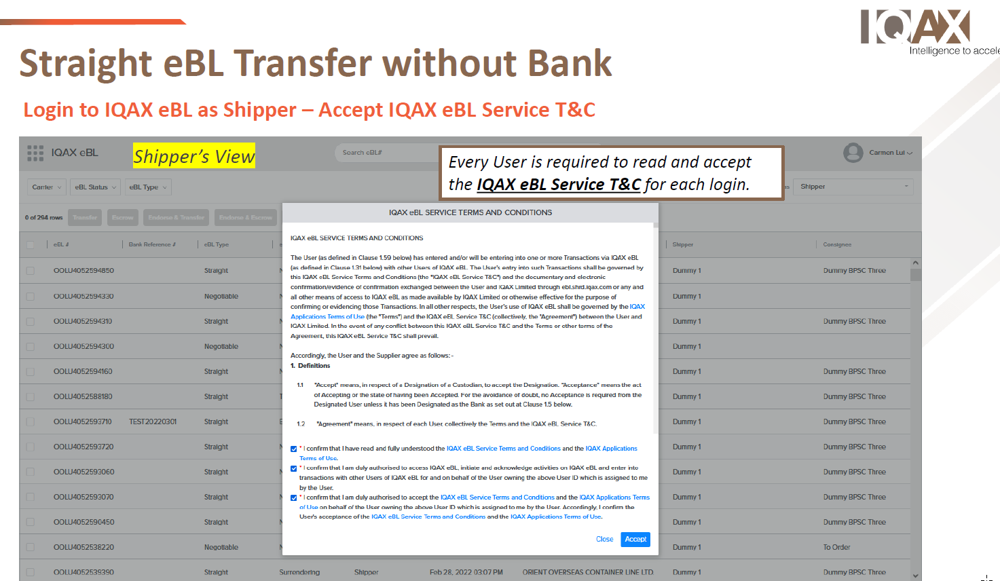 IQAX
Intelligence to accele
Straight eBL Transfer without Bank
Login to IQAX eBL as Shipper – Accept IQAX eBL Service T&C
IQAX eBL
Shipper's View
Search eBL#
Every User is required to read and accept
the IQAX eBL Service T&C for each login.
Carmen Lui
Carrier
eBL Status
eBL Type
as
Shipper
0 of 294 rows
Transfer
Escrow
Endorse & Transfer
Endorse & Escrow
eBL #
Bank Reference #
eBL Type
Shipper
Consignee
OOLU4052594850 Straight Dummy 1 Dummy BPSC Three
OOLU4052594330 Negotiable Dummy 1
OOLU4052594310 Straight Dummy 1 Dummy BPSC Three
OOLU4052594300 Negotiable Dummy 1
OOLU4052594160 Straight Dummy 1 Dummy BPSC Three
OOLU4052588180 Straight Dummy 1 Dummy BPSC Three
OOLU4052593710 TEST20220301 Straight Dummy 1 Dummy BPSC Three
OOLU4052593720 Straight Dummy 1 Dummy BPSC Three
OOLU4052593060 Straight Dummy 1 Dummy BPSC Three
OOLU4052593070 Straight Dummy 1 Dummy BPSC Three
OOLU4052590450 Straight Dummy 1 Dummy BPSC Three
OOLU4052538220 Negotiable Dummy 1 To Order
OOLU4052539390 Straight Surrendering Shipper Feb 28, 2022 03:07 PM ORIENT OVERSEAS CONTAINER LINE LTD. Dummy 1 Dummy BPSC Three
IQAX eBL SERVICE TERMS AND CONDITIONS
IQAX eBL SERVICE TERMS AND CONDITIONS
The User (as defined in Clause 1.59 below) has entered and/or will be entering into one or more Transactions via IQAX eBL
(as defined in Clause 1.31 below) with other Users of IQAX eBL. The User's entry into such Transactions shall be governed by
this IQAX eBL Service Terms and Conditions (the "IQAX eBL Service T&C") and the documentary and electronic
confirmation/evidence of confirmation exchanged between the User and IQAX Limited through ebl.shrd.iqax.com or any and
all other means of access to IQAX eBL as made available by IQAX Limited or otherwise effective for the purpose of
confirming or evidencing those Transactions. In all other respects, the User's use of IQAX eBL shall be governed by the IQAX
Applications Terms of Use (the "Terms") and the IQAX eBL Service T&C (collectively, the "Agreement") between the User and
IQAX Limited. In the event of any conflict between this IQAX eBL Service T&C and the Terms or other terms of the
Agreement, this IQAX eBL Service T&C shall prevail.
Accordingly, the User and the Supplier agree as follows: -
1. Definitions
1.1 "Accept" means, in respect of a Designation of a Custodian, to accept the Designation. "Acceptance" means the act
of Accepting or the state of having been Accepted. For the avoidance of doubt, no Acceptance is required from the
Designated User unless it has been Designated as the Bank as set out at Clause 1.5 below.
1.2 "Agreement" means, in respect of each User, collectively the Terms and the IQAX eBL Service T&C.
* I confirm that I have read and fully understood the IQAX eBL Service Terms and Conditions and the IQAX Applications
Terms of Use.
* I confirm that I am duly authorised to access IQAX eBL, initiate and acknowledge activities on IQAX eBL and enter into
transactions with other Users of IQAX eBL for and on behalf of the User owning the above User ID which is assigned to me
by the User.
* I confirm that I am duly authorised to accept the IQAX eBL Service Terms and Conditions and the IQAX Applications Terms
of Use on behalf of the User owning the above User ID which is assigned to me by the User. Accordingly, I confirm the
User's acceptance of the IQAX eBL Service Terms and Conditions and the IQAX Applications Terms of Use.
Close
Accept